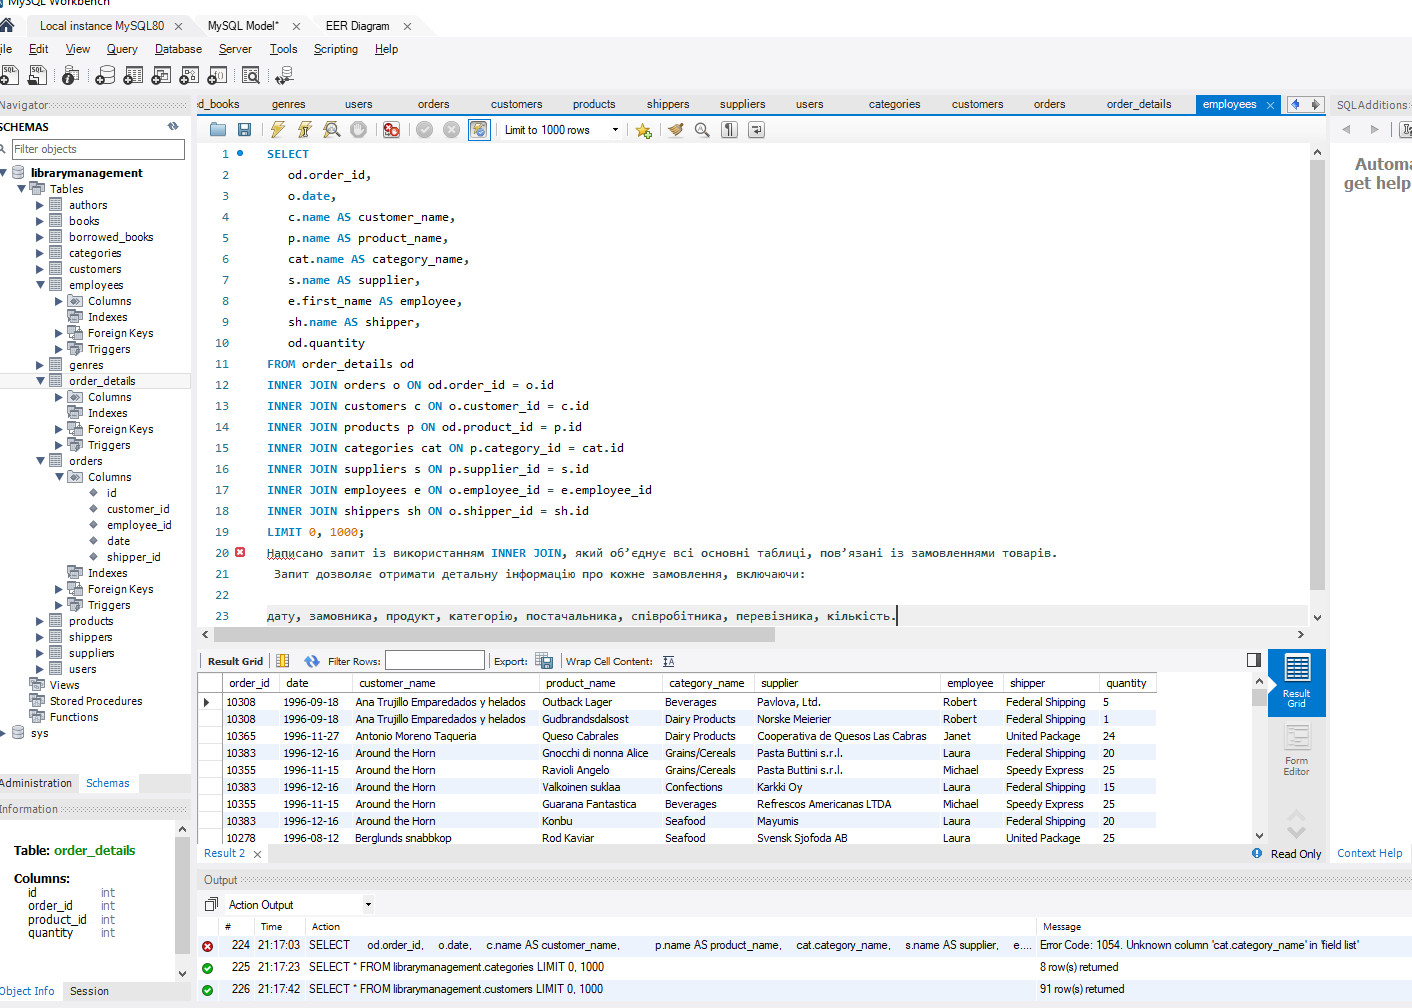 MySQL Workbench
Local instance MySQL80
MySQL Model*
EER Diagram
ile Edit View Query Database Server Tools Scripting Help
Navigator
SCHEMAS
Filter objects
librarymanagement
Tables
authors
books
borrowed_books
categories
customers
employees
Columns
Indexes
Foreign Keys
Triggers
genres
order_details
Columns
Indexes
Foreign Keys
Triggers
orders
Columns
id
customer_id
employee_id
date
shipper_id
Indexes
Foreign Keys
Triggers
products
shippers
suppliers
users
Views
Stored Procedures
Functions
sys
Administration Schemas
Information
Table: order_details
Columns:
id int
order_id int
product_id int
quantity int
Object Info Session
ed_books genres users orders customers products shippers suppliers users categories customers orders order_details employees
Limit to 1000 rows
1 SELECT
2 od.order_id,
3 o.date,
4 c.name AS customer_name,
5 p.name AS product_name,
6 cat.name AS category_name,
7 s.name AS supplier,
8 e.first_name AS employee,
9 sh.name AS shipper,
10 od.quantity
11 FROM order_details od
12 INNER JOIN orders o ON od.order_id = o.id
13 INNER JOIN customers c ON o.customer_id = c.id
14 INNER JOIN products p ON od.product_id = p.id
15 INNER JOIN categories cat ON p.category_id = cat.id
16 INNER JOIN suppliers s ON p.supplier_id = s.id
17 INNER JOIN employees e ON o.employee_id = e.employee_id
18 INNER JOIN shippers sh ON o.shipper_id = sh.id
19 LIMIT 0, 1000;
20 Написано запит із використанням INNER JOIN, який об’єднує всі основні таблиці, пов’язані із замовленнями товарів.
21 Запит дозволяє отримати детальну інформацію про кожне замовлення, включаючи:
22
23 дату, замовника, продукт, категорію, постачальника, співробітника, перевізника, кількість.
Result Grid Filter Rows: Export: Wrap Cell Content:
order_id date customer_name product_name category_name supplier employee shipper quantity
10308 1996-09-18 Ana Trujillo Emparedados y helados Outback Lager Beverages Pavlova, Ltd. Robert Federal Shipping 5
10308 1996-09-18 Ana Trujillo Emparedados y helados Gudbrandsdalsost Dairy Products Norske Meierier Robert Federal Shipping 1
10365 1996-11-27 Antonio Moreno Taqueria Queso Cabrales Dairy Products Cooperativa de Quesos Las Cabras Janet United Package 24
10383 1996-12-16 Around the Horn Gnocchi di nonna Alice Grains/Cereals Pasta Buttini s.r.l. Laura Federal Shipping 20
10355 1996-11-15 Around the Horn Ravioli Angelo Grains/Cereals Pasta Buttini s.r.l. Michael Speedy Express 25
10383 1996-12-16 Around the Horn Valkoinen suklaa Confections Karkki Oy Laura Federal Shipping 15
10355 1996-11-15 Around the Horn Guarana Fantastica Beverages Refrescos Americanas LTDA Michael Speedy Express 25
10383 1996-12-16 Around the Horn Konbu Seafood Mayumis Laura Federal Shipping 20
10278 1996-08-12 Berglunds snabbkop Rod Kaviar Seafood Svensk Sjofoda AB Laura United Package 25
Result Grid
Form Editor
Result 2
Read Only
Output
Action Output
# Time Action Message
224 21:17:03 SELECT od.order_id, o.date, c.name AS customer_name, p.name AS product_name, cat.category_name, s.name AS supplier, e.... Error Code: 1054. Unknown column 'cat.category_name' in 'field list'
225 21:17:23 SELECT * FROM librarymanagement.categories LIMIT 0, 1000 8 row(s) returned
226 21:17:42 SELECT * FROM librarymanagement.customers LIMIT 0, 1000 91 row(s) returned
SQLAdditions
Automa
get help
Context Help